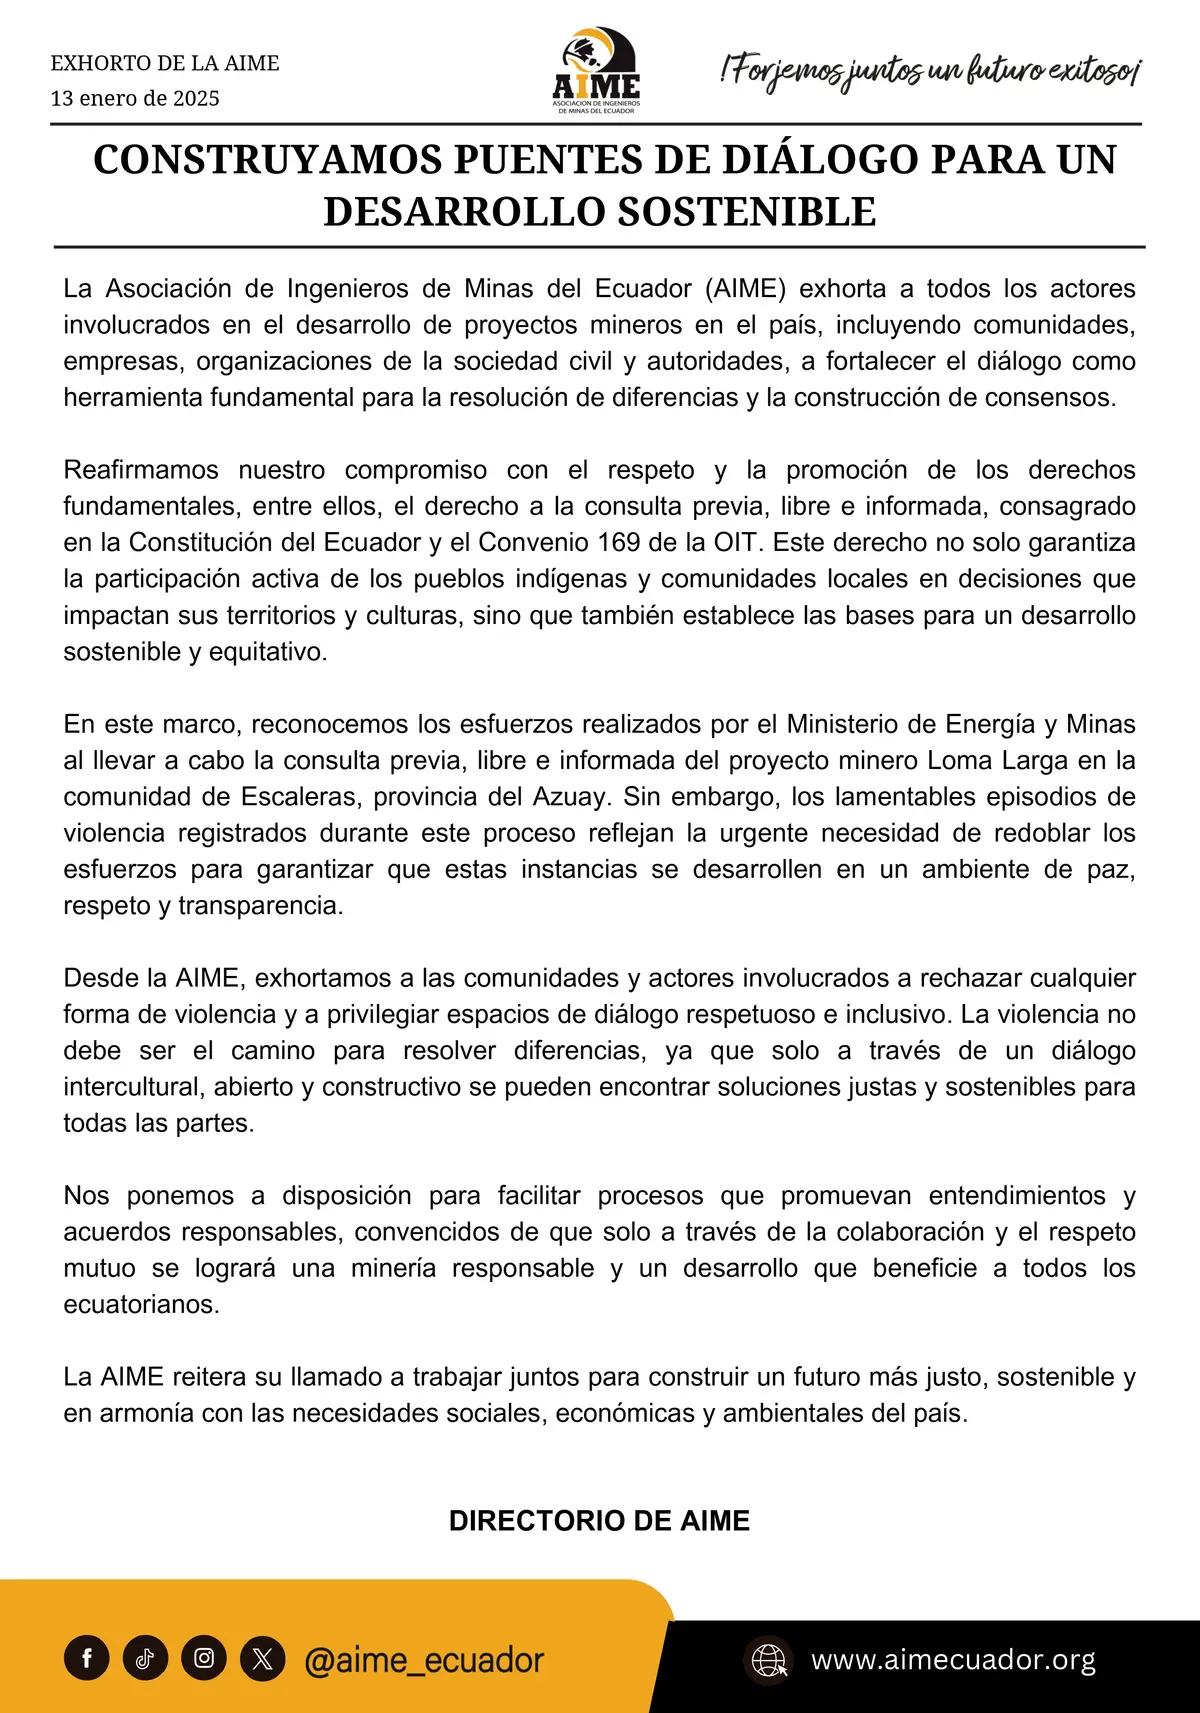 EXHORTO DE LA AIME
13 enero de 2025
AIME
ASOCIACIÓN DE INGENIEROS
DE MINAS DEL ECUADOR
!Forjemos juntos un futuro exitoso¡
CONSTRUYAMOS PUENTES DE DIÁLOGO PARA UN
DESARROLLO SOSTENIBLE
La Asociación de Ingenieros de Minas del Ecuador (AIME) exhorta a todos los actores
involucrados en el desarrollo de proyectos mineros en el país, incluyendo comunidades,
empresas, organizaciones de la sociedad civil y autoridades, a fortalecer el diálogo como
herramienta fundamental para la resolución de diferencias y la construcción de consensos.
Reafirmamos nuestro compromiso con el respeto y la promoción de los derechos
fundamentales, entre ellos, el derecho a la consulta previa, libre e informada, consagrado
en la Constitución del Ecuador y el Convenio 169 de la OIT. Este derecho no solo garantiza
la participación activa de los pueblos indígenas y comunidades locales en decisiones que
impactan sus territorios y culturas, sino que también establece las bases para un desarrollo
sostenible y equitativo.
En este marco, reconocemos los esfuerzos realizados por el Ministerio de Energía y Minas
al llevar a cabo la consulta previa, libre e informada del proyecto minero Loma Larga en la
comunidad de Escaleras, provincia del Azuay. Sin embargo, los lamentables episodios de
violencia registrados durante este proceso reflejan la urgente necesidad de redoblar los
esfuerzos para garantizar que estas instancias se desarrollen en un ambiente de paz,
respeto y transparencia.
Desde la AIME, exhortamos a las comunidades y actores involucrados a rechazar cualquier
forma de violencia y a privilegiar espacios de diálogo respetuoso e inclusivo. La violencia no
debe ser el camino para resolver diferencias, ya que solo a través de un diálogo
intercultural, abierto y constructivo se pueden encontrar soluciones justas y sostenibles para
todas las partes.
Nos ponemos a disposición para facilitar procesos que promuevan entendimientos y
acuerdos responsables, convencidos de que solo a través de la colaboración y el respeto
mutuo se logrará una minería responsable y un desarrollo que beneficie a todos los
ecuatorianos.
La AIME reitera su llamado a trabajar juntos para construir un futuro más justo, sostenible y
en armonía con las necesidades sociales, económicas y ambientales del país.
DIRECTORIO DE AIME
@aime_ecuador
www.aimecuador.org